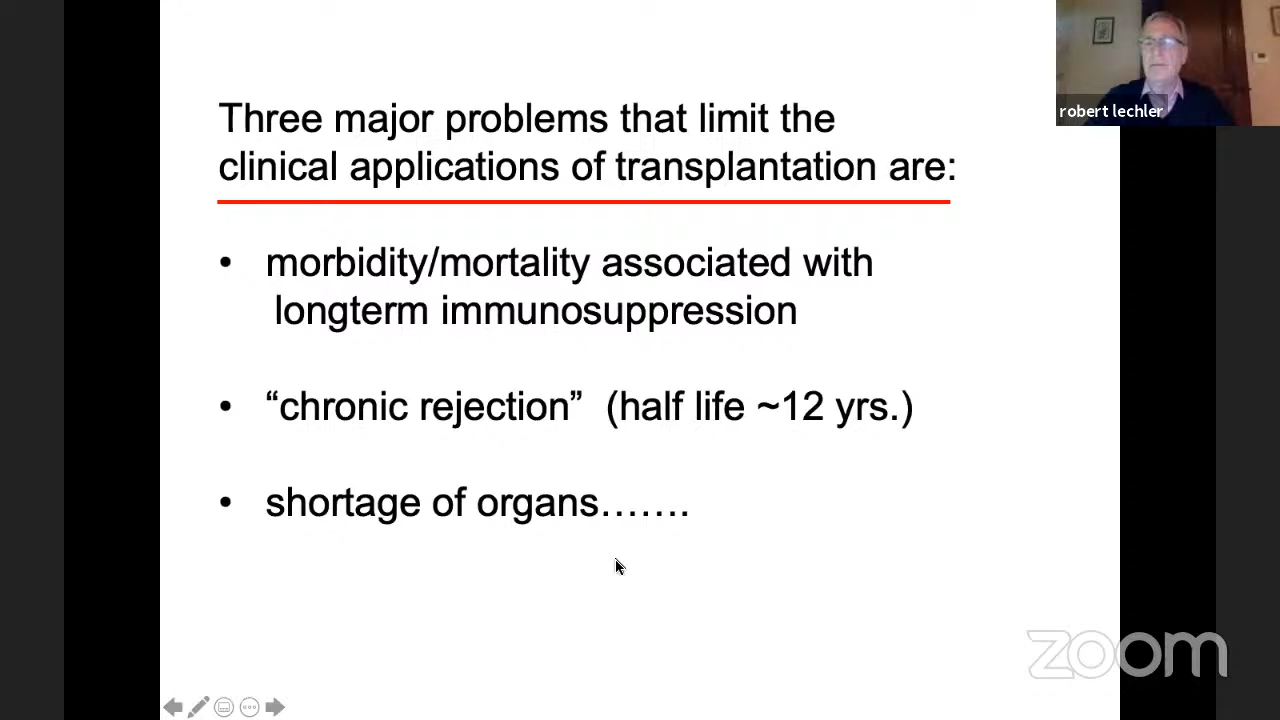 Three major problems that limit the
clinical applications of transplantation are:
• morbidity/mortality associated with
longterm immunosuppression
• “chronic rejection” (half life ~12 yrs.)
• shortage of organs…….
robert lechler
zoom